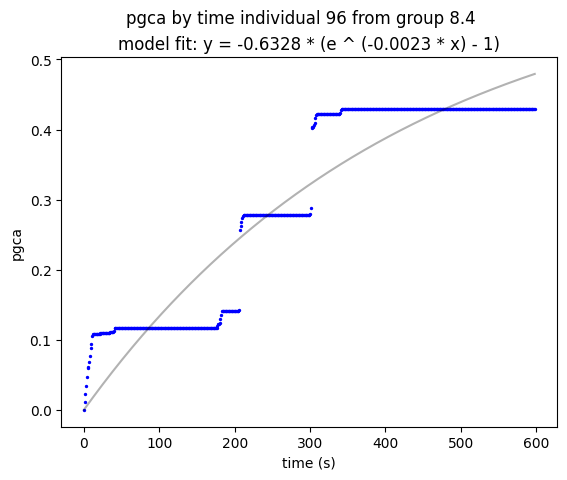 pgca by time individual 96 from group 8.4
model fit: y = -0.6328 * (e ^ (-0.0023 * x) - 1)
0.5
0.4
0.3
0.2
0.1
0.0
pgca
0 100 200 300 400 500 600
time (s)